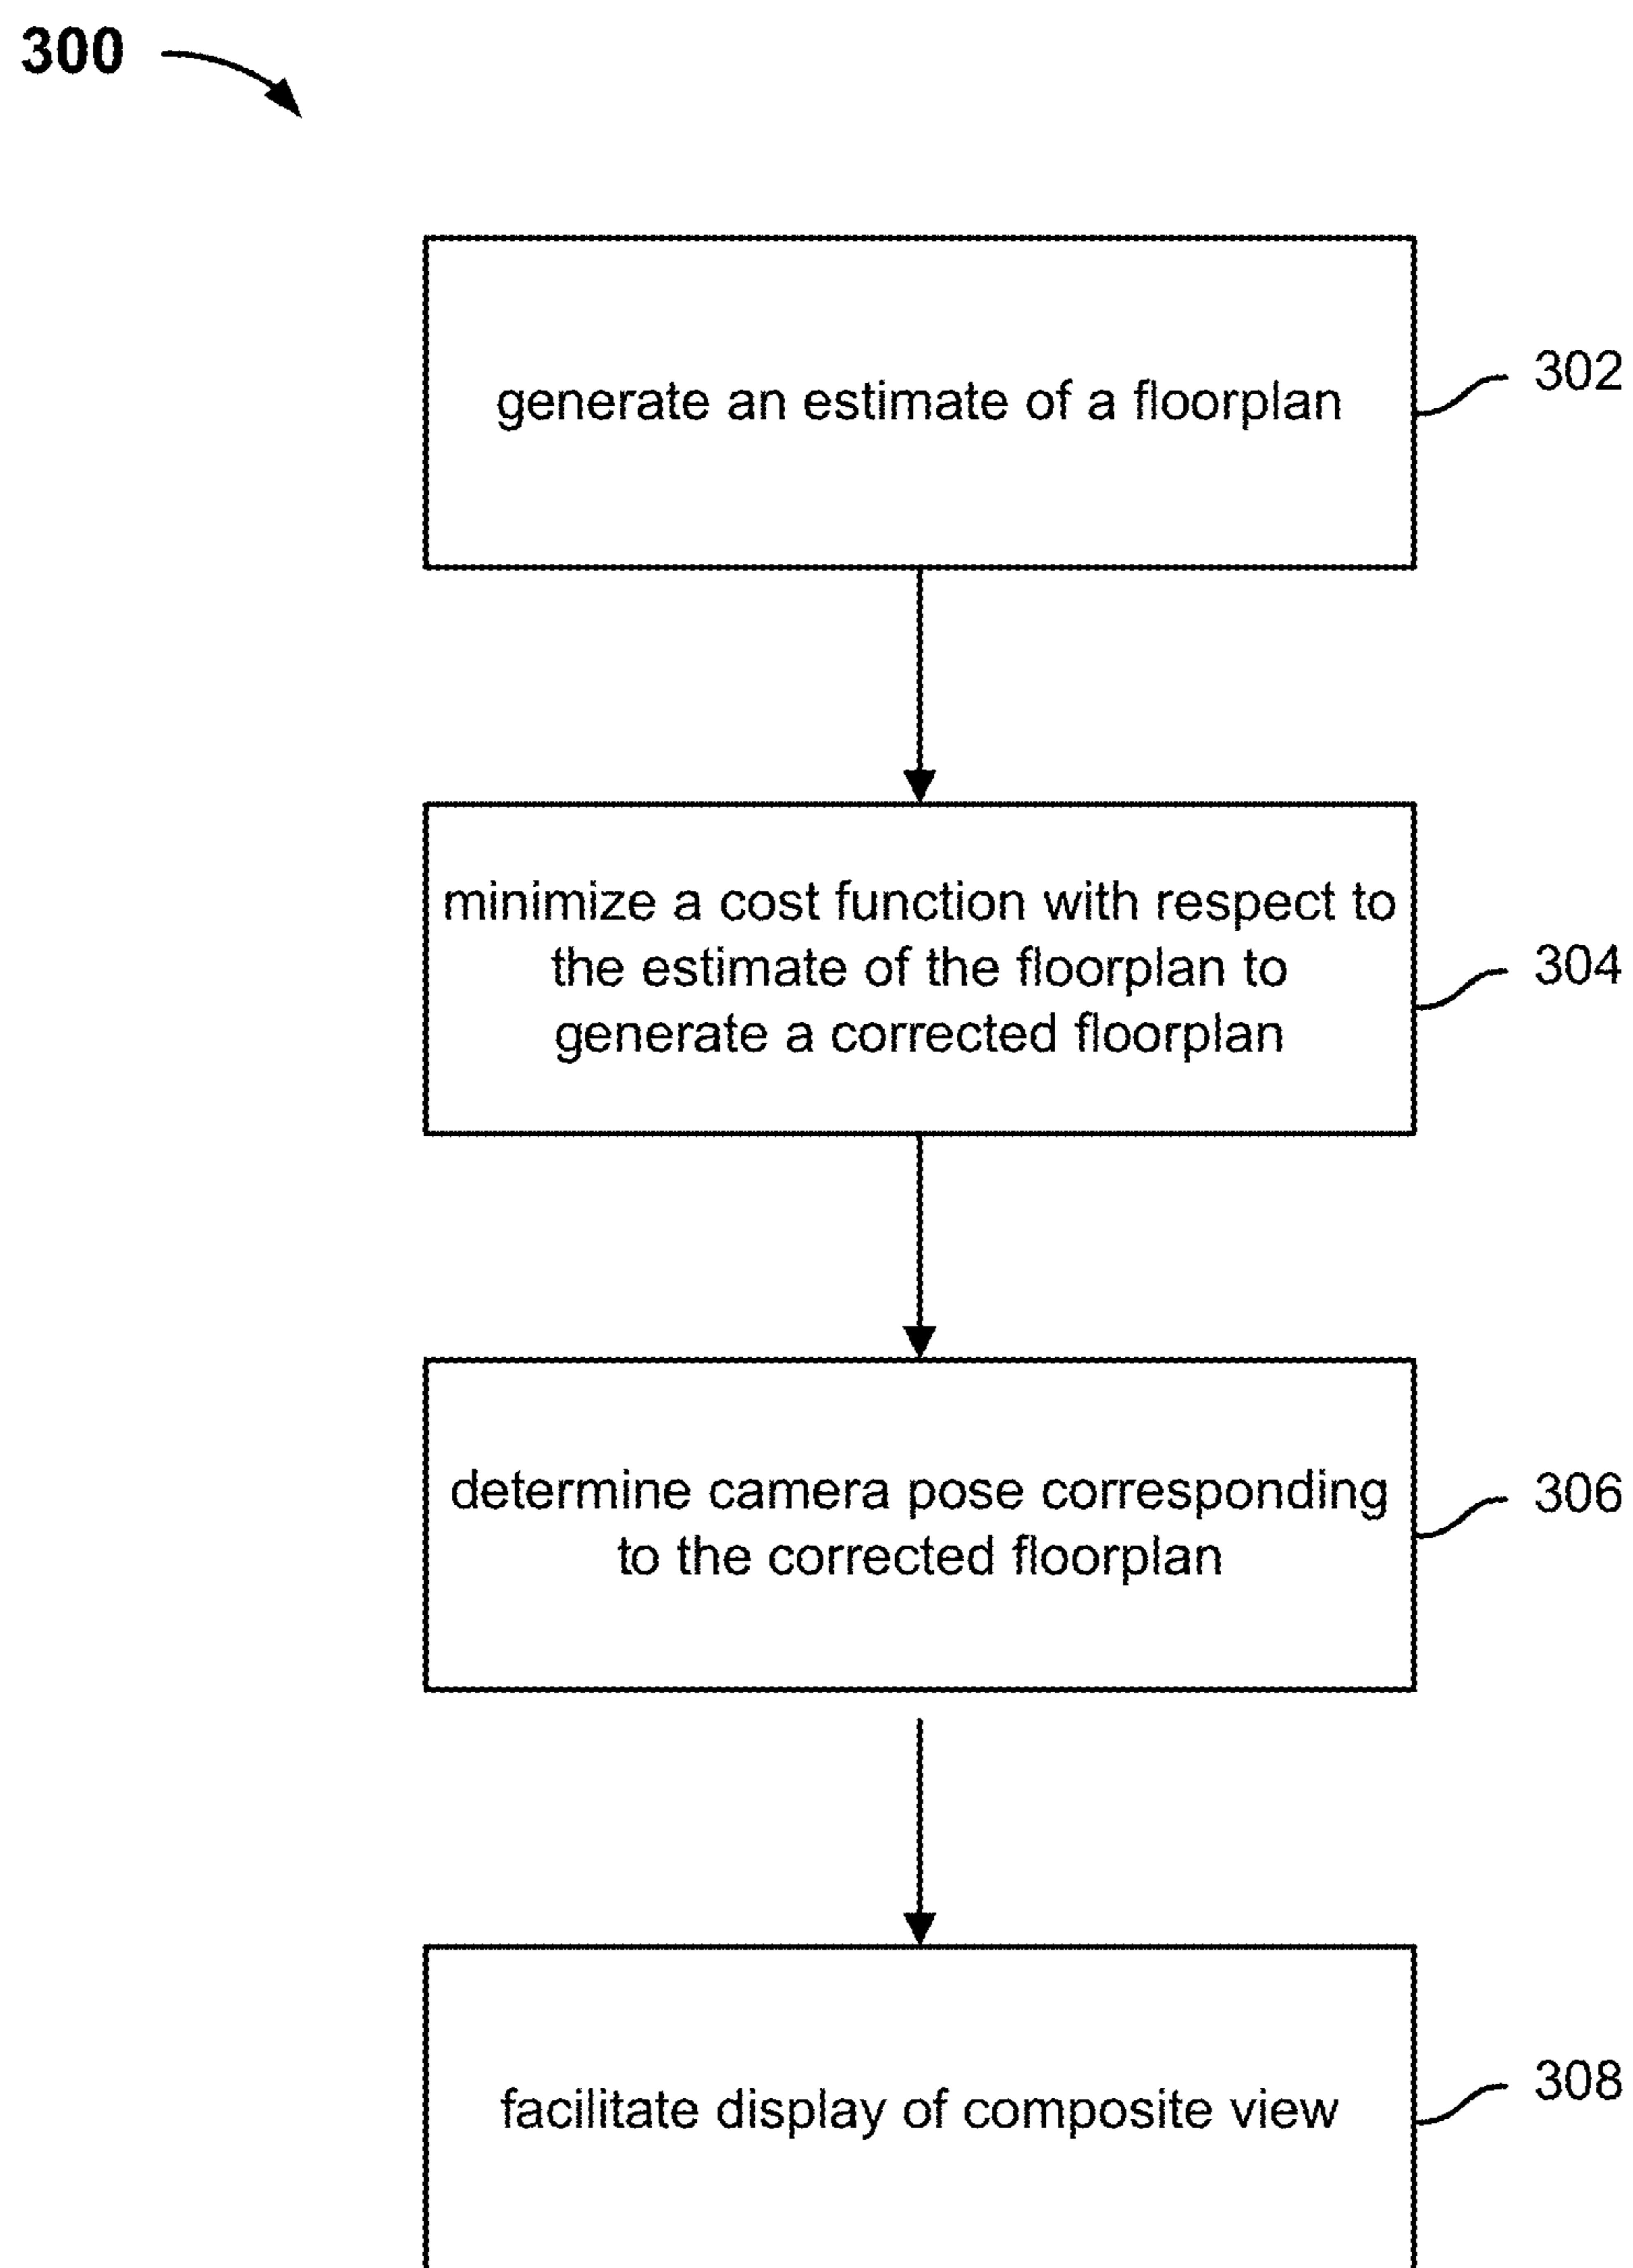 300
generate an estimate of a floorplan
302
minimize a cost function with respect to
the estimate of the floorplan to
generate a corrected floorplan
304
determine camera pose corresponding
to the corrected floorplan
306
facilitate display of composite view
308